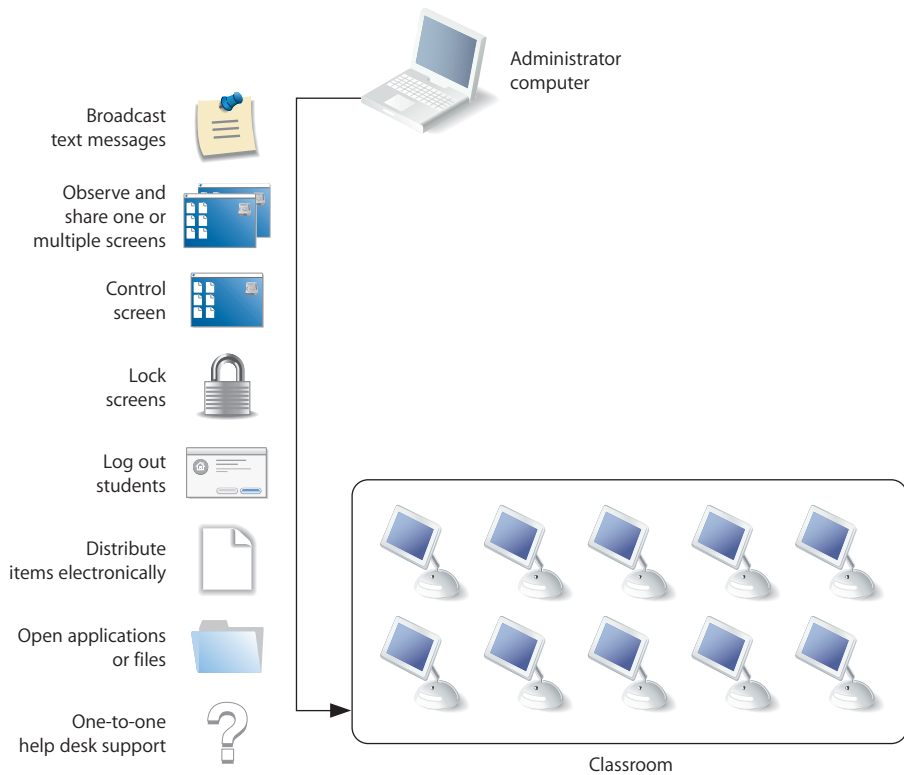 Administrator
computer
Broadcast
text messages
Observe and
share one or
multiple screens
Control
screen
Lock
screens
Log out
students
Distribute
items electronically
Open applications
or files
One-to-one
help desk support
Classroom